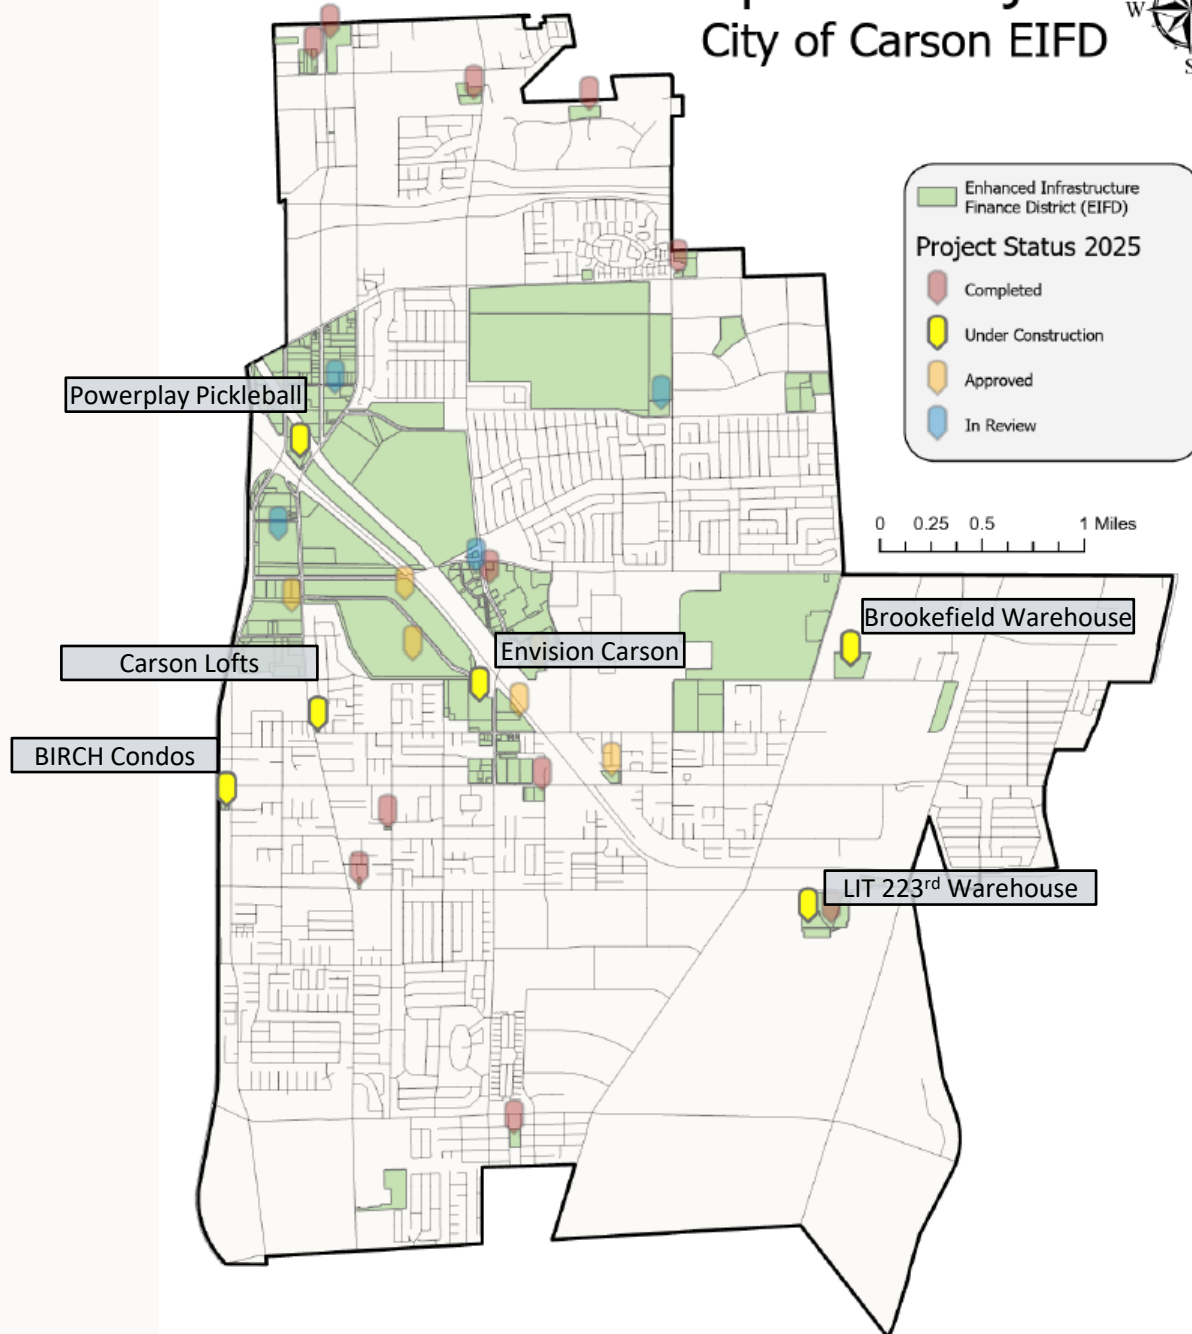 City of Carson EIFD
W
S
Enhanced Infrastructure
Finance District (EIFD)
Project Status 2025
Completed
Under Construction
Approved
In Review
0 0.25 0.5 1 Miles
Powerplay Pickleball
Brookefield Warehouse
Envision Carson
Carson Lofts
BIRCH Condos
LIT 223rd Warehouse